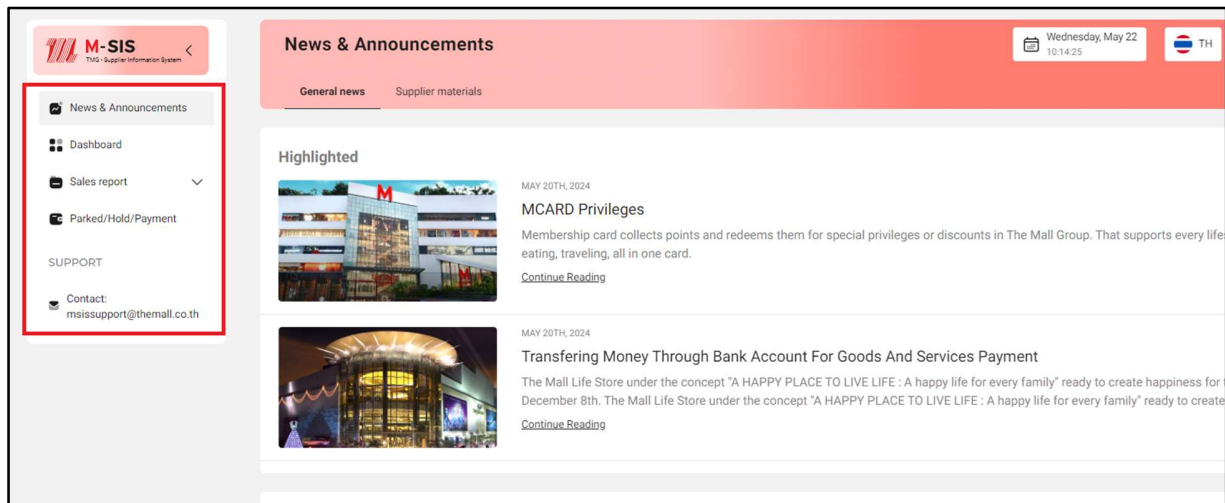 M-SIS
TMG - Supplier Information System
News & Announcements
Dashboard
Sales report
Parked/Hold/Payment
SUPPORT
Contact:
msissupport@themall.co.th
News & Announcements
Wednesday, May 22
10:14:25
TH
General news
Supplier materials
Highlighted
M
MAY 20TH, 2024
MCARD Privileges
Membership card collects points and redeems them for special privileges or discounts in The Mall Group. That supports every life
eating, traveling, all in one card.
Continue Reading
MAY 20TH, 2024
Transfering Money Through Bank Account For Goods And Services Payment
The Mall Life Store under the concept "A HAPPY PLACE TO LIVE LIFE : A happy life for every family" ready to create happiness for
December 8th. The Mall Life Store under the concept "A HAPPY PLACE TO LIVE LIFE : A happy life for every family" ready to create
Continue Reading